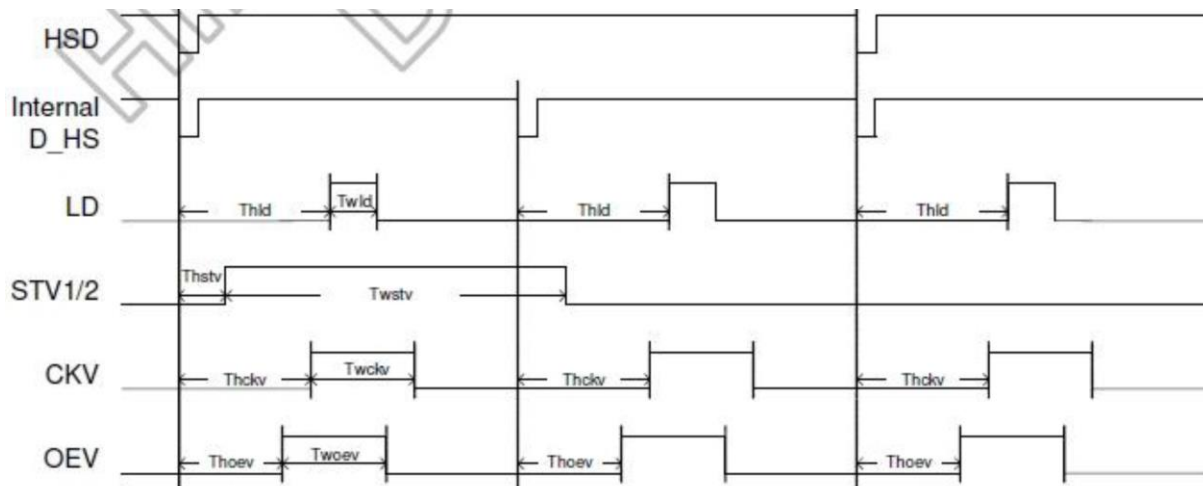 HSD
Internal
D_HS
LD
Thld
Twld
Thld
Thld
STV1/2
Thstv
Twstv
CKV
Thckv
Twckv
Thckv
Thckv
OEV
Thoev
Twoev
Thoev
Thoev